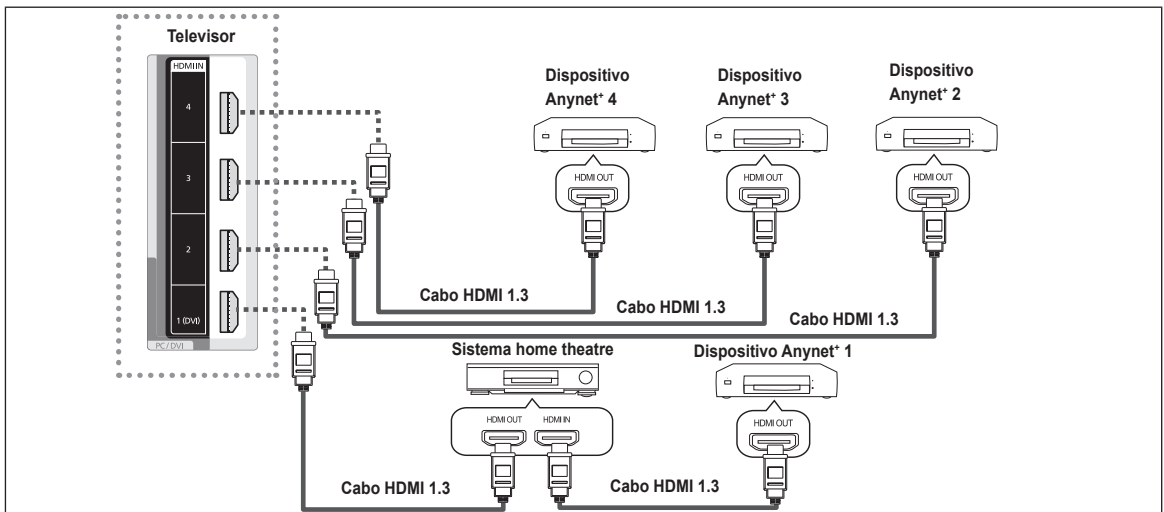 Televisor
HDMI IN
4
3
2
1 (DVI)
PC / DVI
Dispositivo
Anynet+ 4
HDMI OUT
Dispositivo
Anynet+ 3
HDMI OUT
Dispositivo
Anynet+ 2
HDMI OUT
Cabo HDMI 1.3
Cabo HDMI 1.3
Cabo HDMI 1.3
Sistema home theatre
HDMI OUT
HDMI IN
Dispositivo Anynet+ 1
HDMI OUT
Cabo HDMI 1.3
Cabo HDMI 1.3